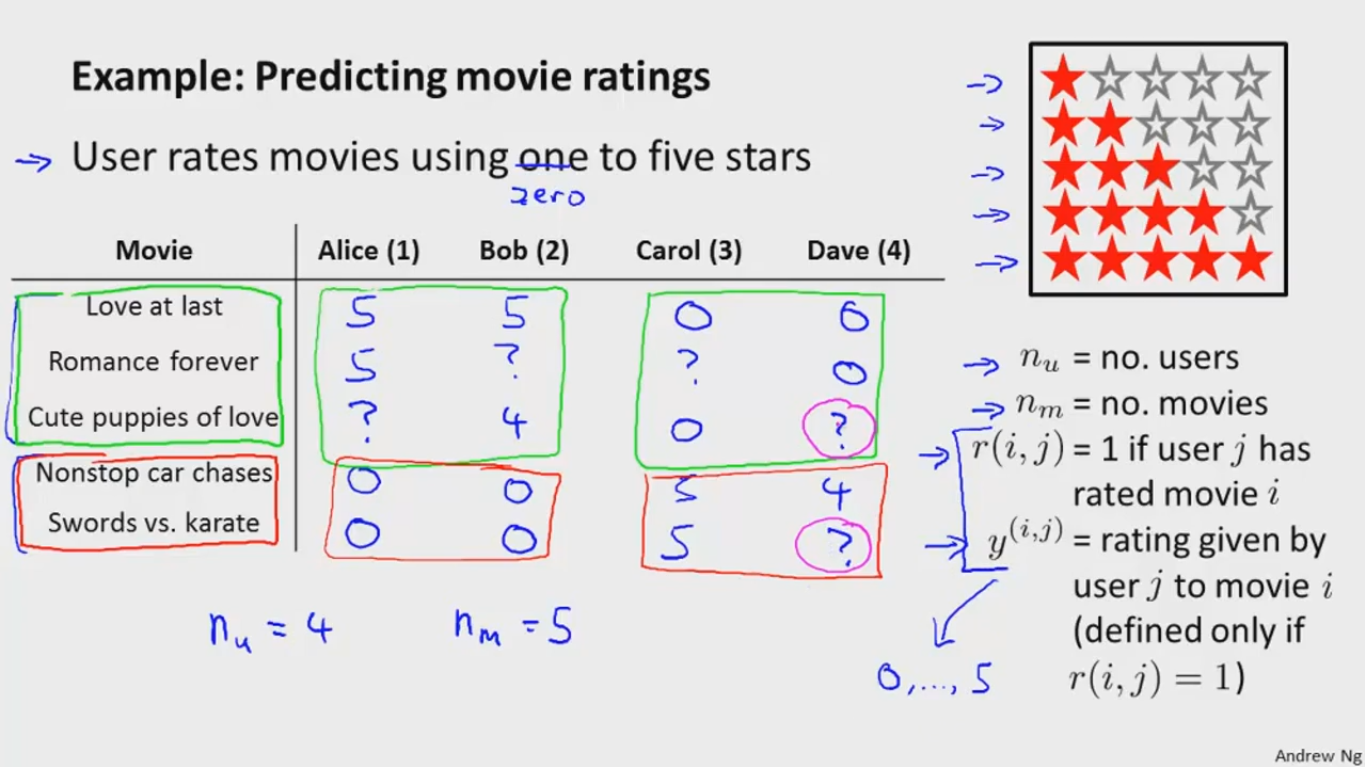 Example: Predicting movie ratings
→ User rates movies using one to five stars
zero
Movie Alice (1) Bob (2) Carol (3) Dave (4)
Love at last 5 5 0 0
Romance forever 5 ? ? 0
Cute puppies of love ? 4 0 ?
Nonstop car chases 0 0 5 4
Swords vs. karate 0 0 5 ?
n_u = 4 n_m = 5
→ n_u = no. users
→ n_m = no. movies
→ r(i, j) = 1 if user j has
rated movie i
→ y^(i,j) = rating given by
user j to movie i
(defined only if
r(i, j) = 1)
0, ..., 5
Andrew Ng